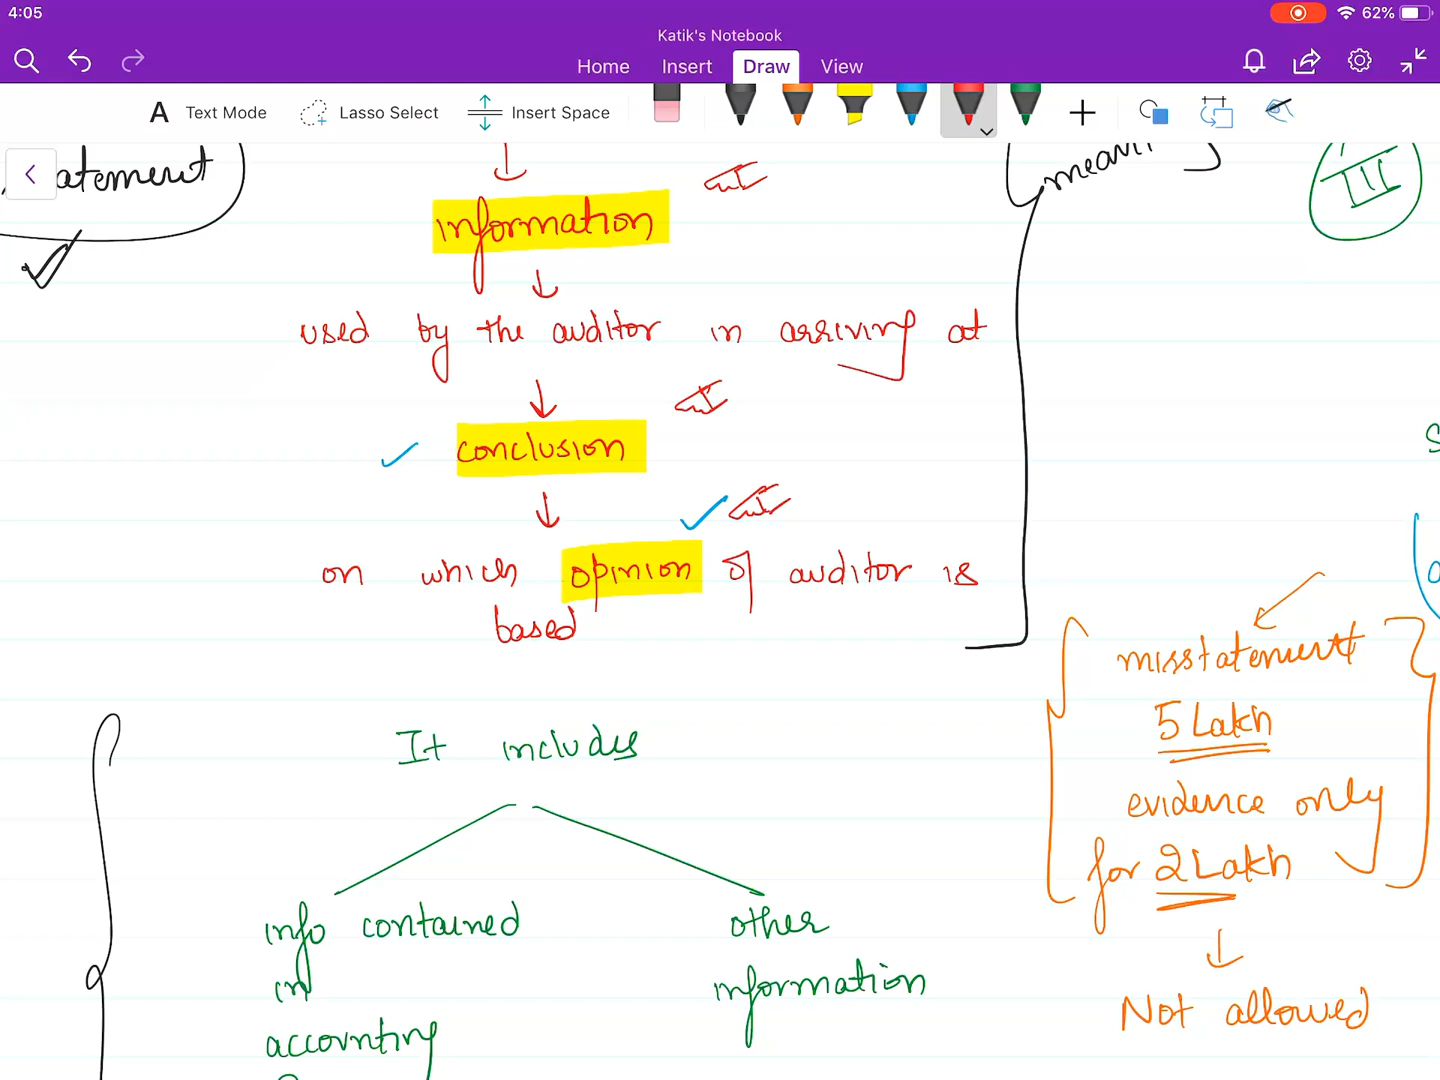 4:05
62%
Katik's Notebook
Home Insert Draw View
A Text Mode Lasso Select Insert Space
atement
information
used by the auditor in arriving at
conclusion
on which opinion of auditor is
based
III
misstatement
5 Lakh
evidence only
for 2 Lakh
Not allowed
It includes
info contained
in
accounting
other
information